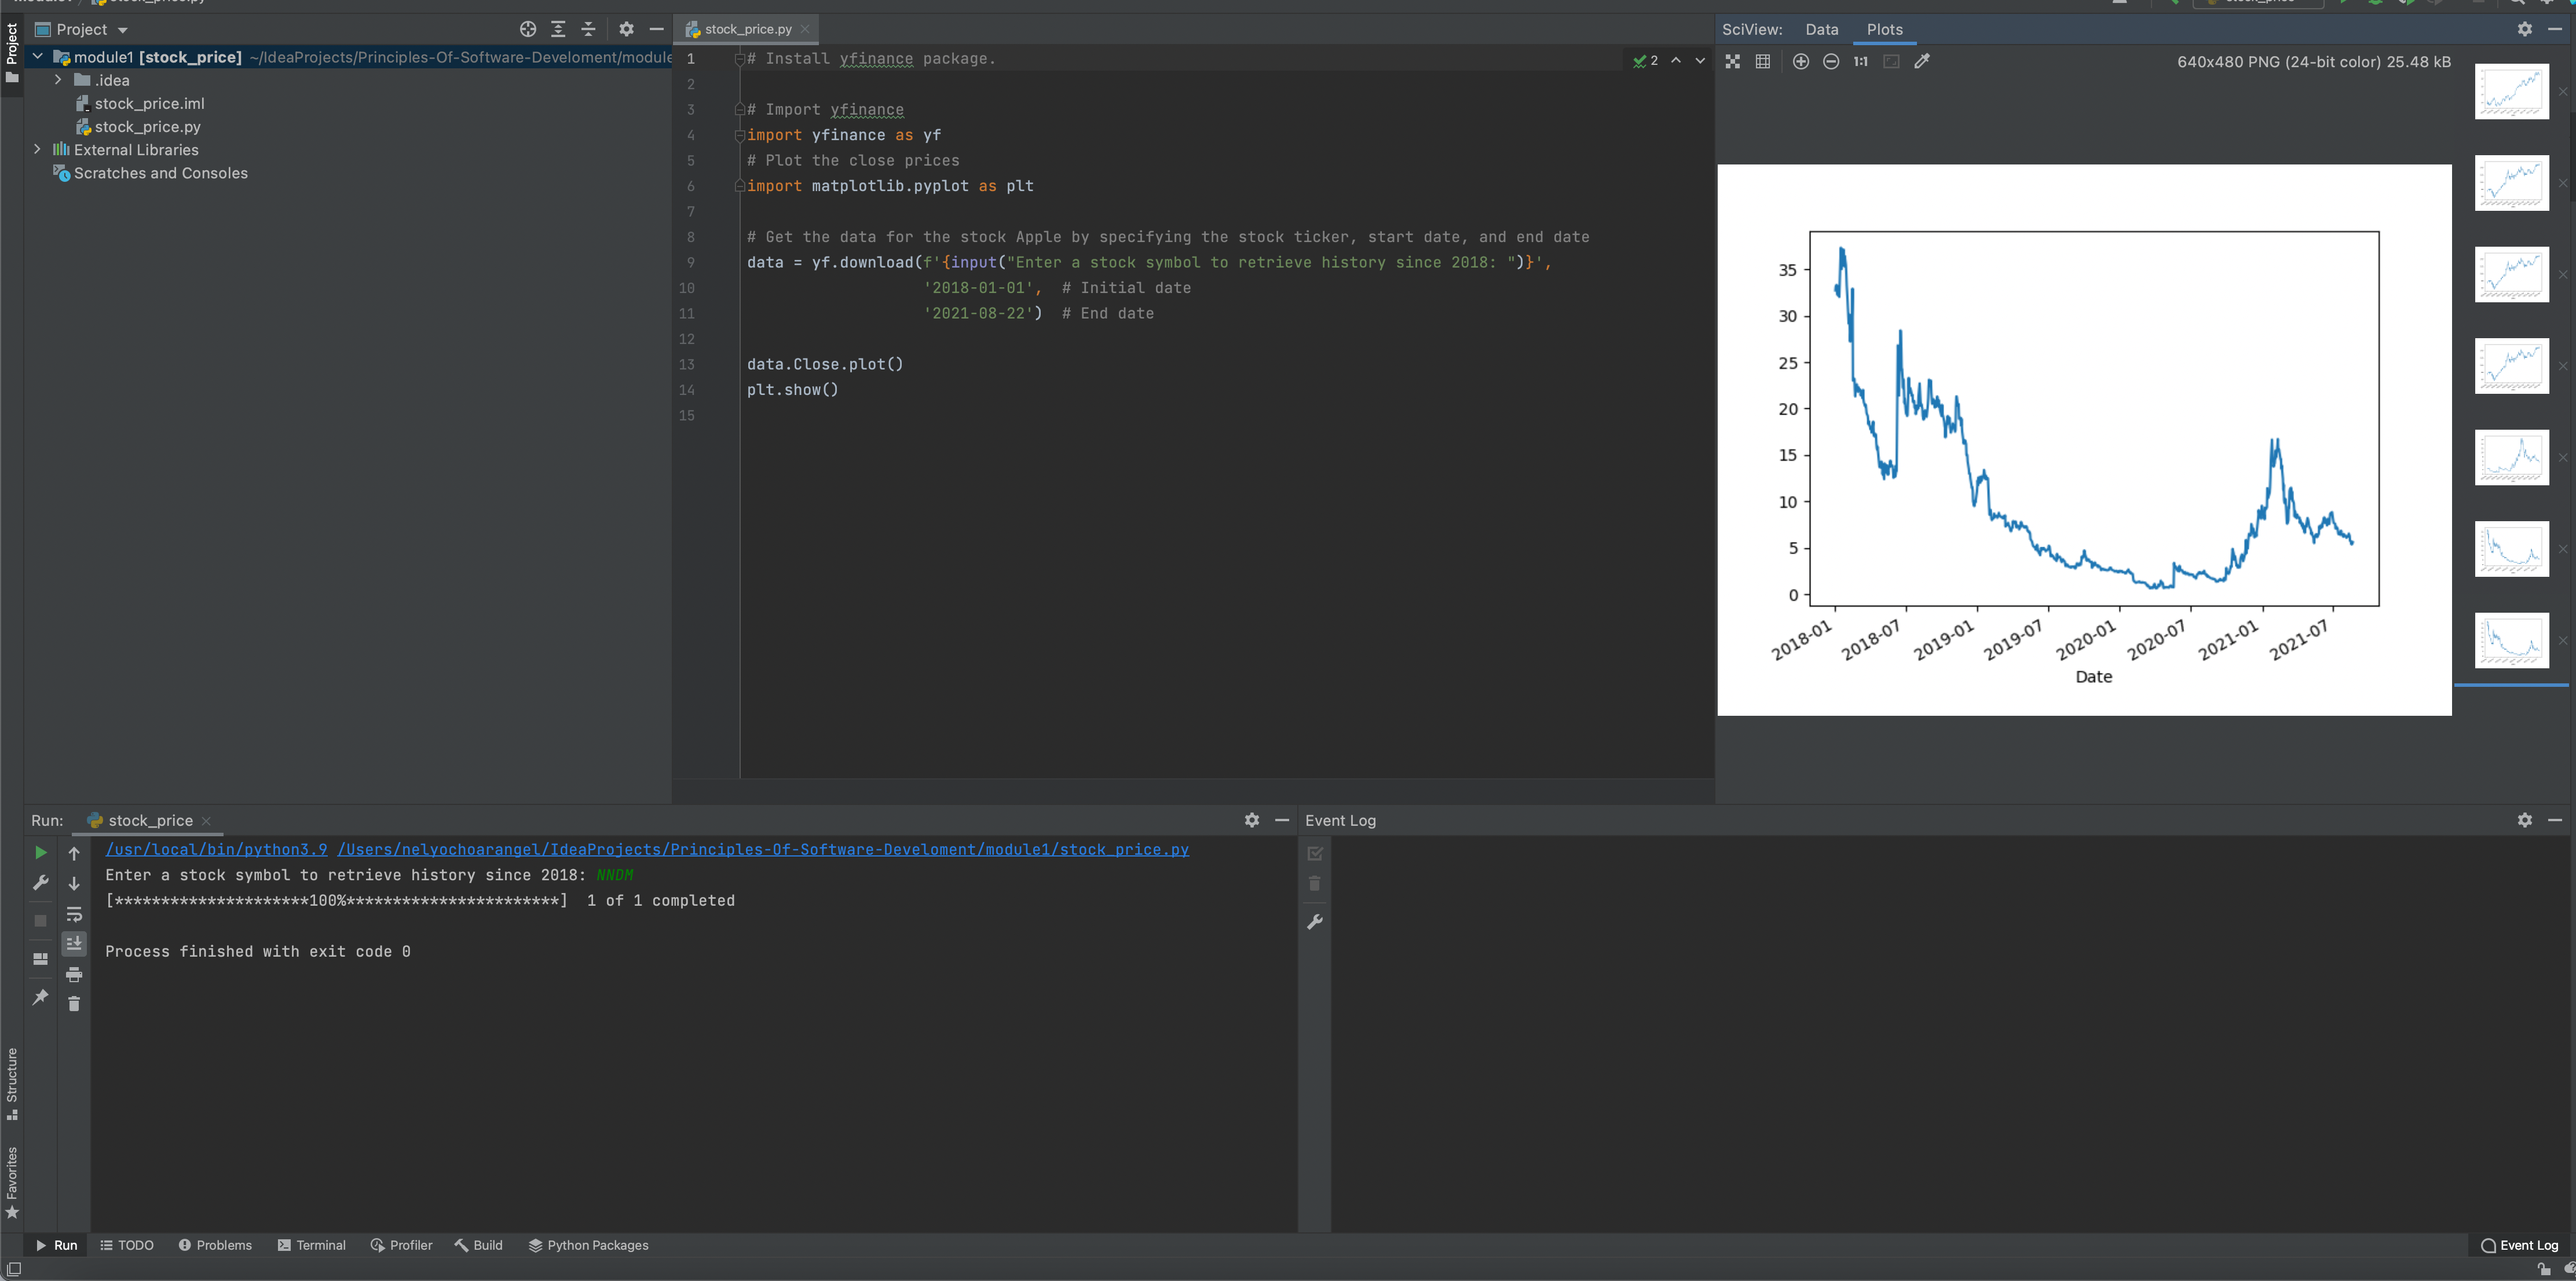 Project
module1 [stock_price] ~/IdeaProjects/Principles-Of-Software-Develoment/module
.idea
stock_price.iml
stock_price.py
External Libraries
Scratches and Consoles
Project
Structure
Favorites
stock_price.py
2
1 # Install yfinance package.
2
3 # Import yfinance
4 import yfinance as yf
5 # Plot the close prices
6 import matplotlib.pyplot as plt
7
8 # Get the data for the stock Apple by specifying the stock ticker, start date, and end date
9 data = yf.download(f'{input("Enter a stock symbol to retrieve history since 2018: ")}',
10 '2018-01-01', # Initial date
11 '2021-08-22') # End date
12
13 data.Close.plot()
14 plt.show()
15
SciView: Data Plots
1:1
640x480 PNG (24-bit color) 25.48 kB
35
30
25
20
15
10
5
0
2018-01 2018-07 2019-01 2019-07 2020-01 2020-07 2021-01 2021-07
Date
Run: stock_price
/usr/local/bin/python3.9 /Users/nelyochoarangel/IdeaProjects/Principles-Of-Software-Develoment/module1/stock_price.py
Enter a stock symbol to retrieve history since 2018: NNDM
[*********************100%***********************] 1 of 1 completed
Process finished with exit code 0
Event Log
Run TODO Problems Terminal Profiler Build Python Packages
Event Log